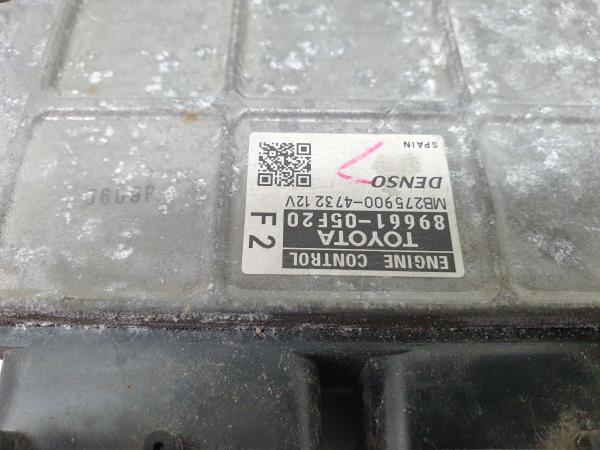 ENGINE CONTROL
TOYOTA
89661-05F20
F2
MB275900-4732 12V
DENSO
SPAIN